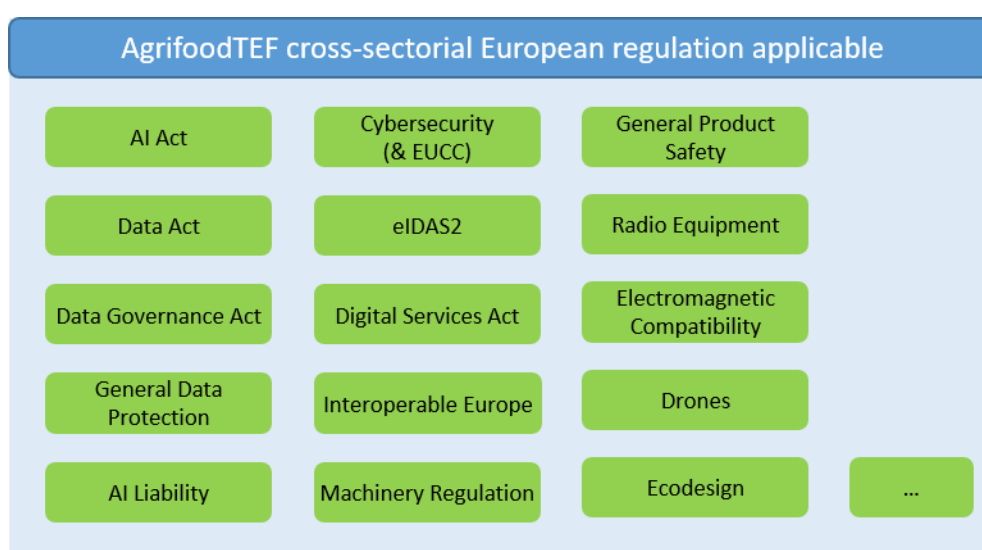 AgrifoodTEF cross-sectorial European regulation applicable
AI Act
Cybersecurity
(& EUCC)
General Product
Safety
Data Act
eIDAS2
Radio Equipment
Data Governance Act
Digital Services Act
Electromagnetic
Compatibility
General Data
Protection
Interoperable Europe
Drones
AI Liability
Machinery Regulation
Ecodesign
...